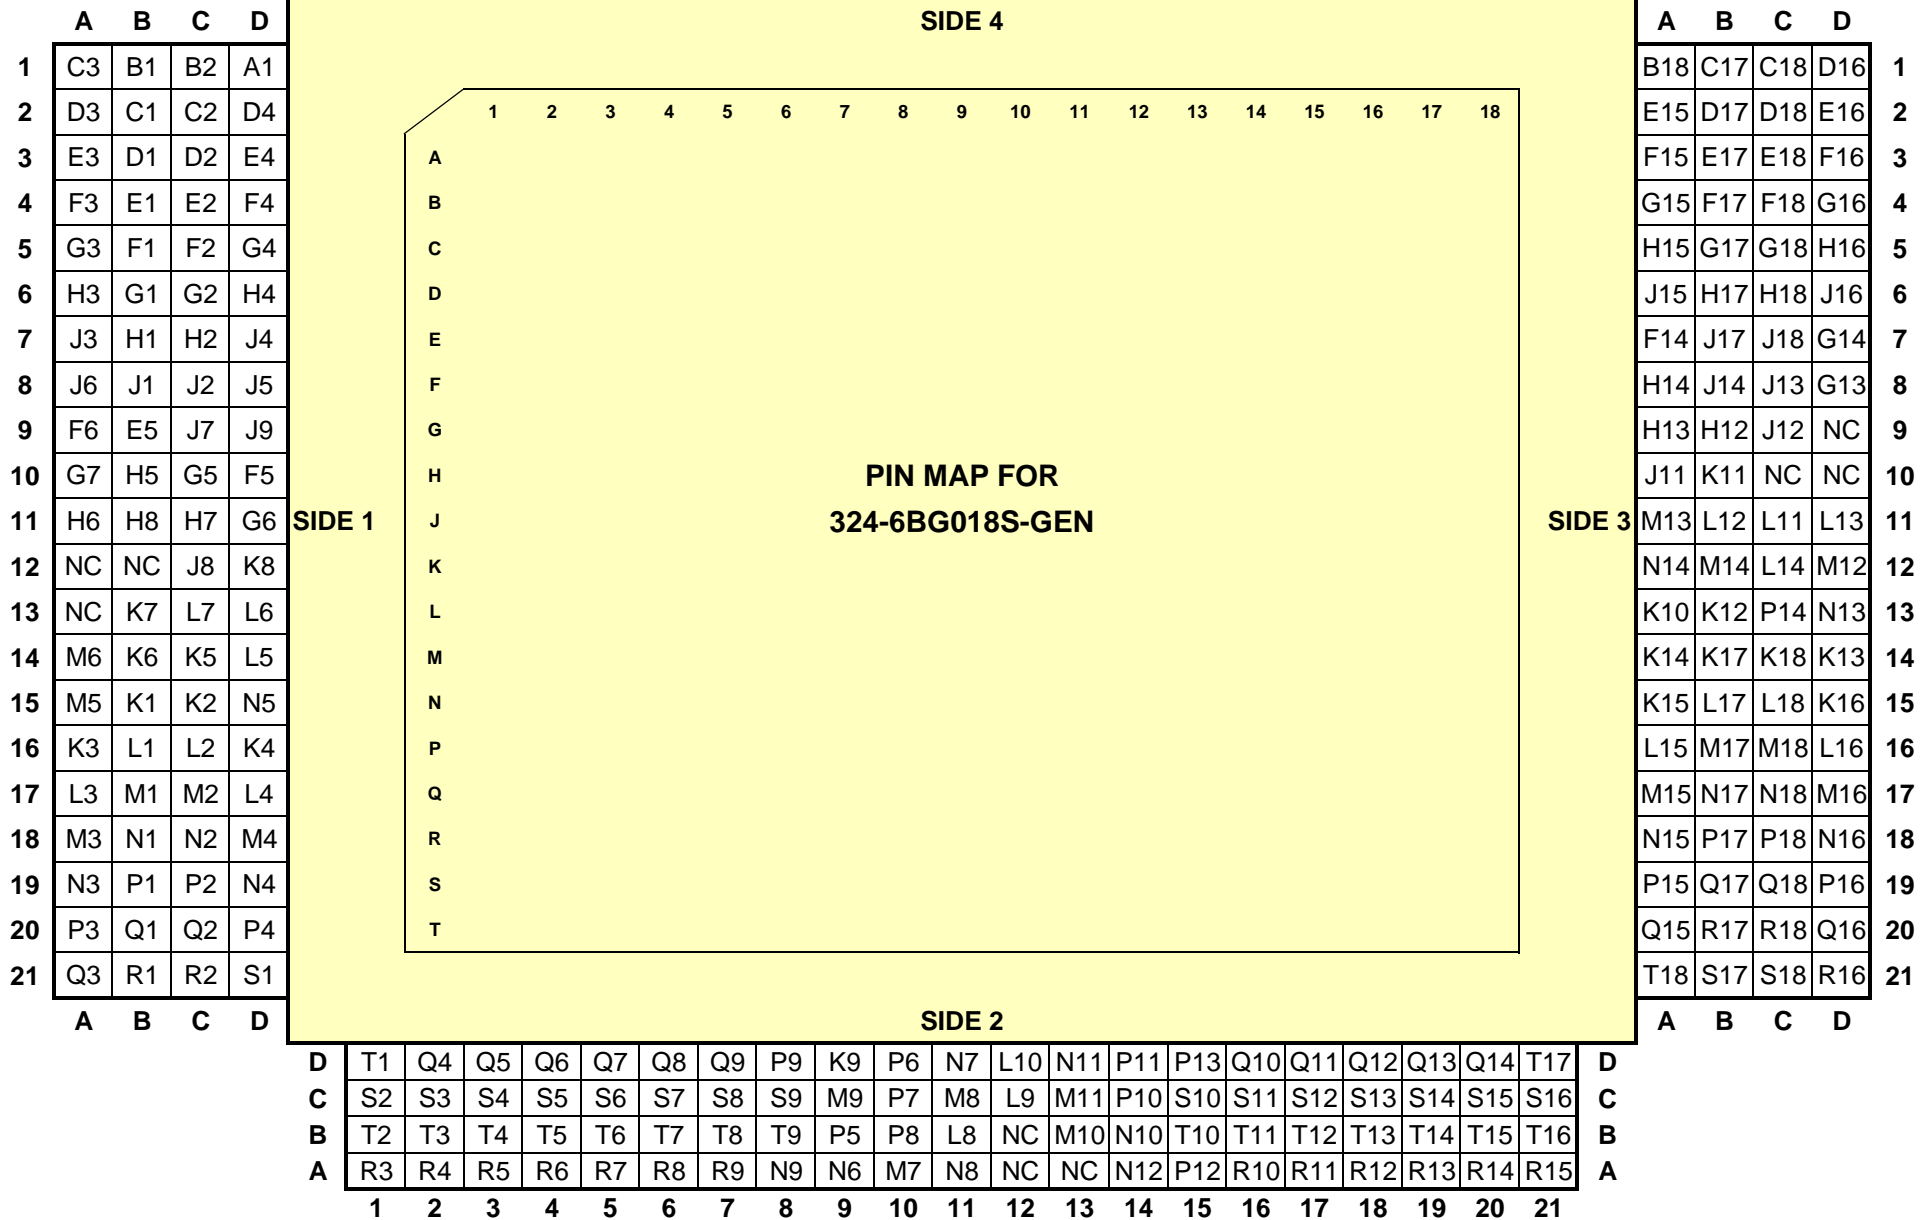 A B C D SIDE 4 A B C D
1 C3 B1 B2 A1 B18 C17 C18 D16 1
2 D3 C1 C2 D4 1 2 3 4 5 6 7 8 9 10 11 12 13 14 15 16 17 18 E15 D17 D18 E16 2
3 E3 D1 D2 E4 A F15 E17 E18 F16 3
4 F3 E1 E2 F4 B G15 F17 F18 G16 4
5 G3 F1 F2 G4 C H15 G17 G18 H16 5
6 H3 G1 G2 H4 D J15 H17 H18 J16 6
7 J3 H1 H2 J4 E F14 J17 J18 G14 7
8 J6 J1 J2 J5 F H14 J14 J13 G13 8
9 F6 E5 J7 J9 G H13 H12 J12 NC 9
10 G7 H5 G5 F5 H PIN MAP FOR J11 K11 NC NC 10
11 H6 H8 H7 G6 SIDE 1 J 324-6BG018S-GEN SIDE 3 M13 L12 L11 L13 11
12 NC NC J8 K8 K N14 M14 L14 M12 12
13 NC K7 L7 L6 L K10 K12 P14 N13 13
14 M6 K6 K5 L5 M K14 K17 K18 K13 14
15 M5 K1 K2 N5 N K15 L17 L18 K16 15
16 K3 L1 L2 K4 P L15 M17 M18 L16 16
17 L3 M1 M2 L4 Q M15 N17 N18 M16 17
18 M3 N1 N2 M4 R N15 P17 P18 N16 18
19 N3 P1 P2 N4 S P15 Q17 Q18 P16 19
20 P3 Q1 Q2 P4 T Q15 R17 R18 Q16 20
21 Q3 R1 R2 S1 T18 S17 S18 R16 21
A B C D SIDE 2 A B C D
D T1 Q4 Q5 Q6 Q7 Q8 Q9 P9 K9 P6 N7 L10 N11 P11 P13 Q10 Q11 Q12 Q13 Q14 T17 D
C S2 S3 S4 S5 S6 S7 S8 S9 M9 P7 M8 L9 M11 P10 S10 S11 S12 S13 S14 S15 S16 C
B T2 T3 T4 T5 T6 T7 T8 T9 P5 P8 L8 NC M10 N10 T10 T11 T12 T13 T14 T15 T16 B
A R3 R4 R5 R6 R7 R8 R9 N9 N6 M7 N8 NC NC N12 P12 R10 R11 R12 R13 R14 R15 A
1 2 3 4 5 6 7 8 9 10 11 12 13 14 15 16 17 18 19 20 21